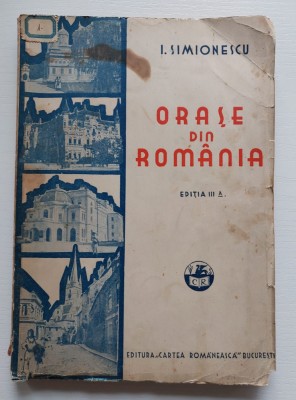 I. SIMIONESCU
ORAȘE
DIN
ROMÂNIA
EDIȚIA III A
C R
EDITURA „CARTEA ROMÂNEASCĂ” BUCUREȘTI